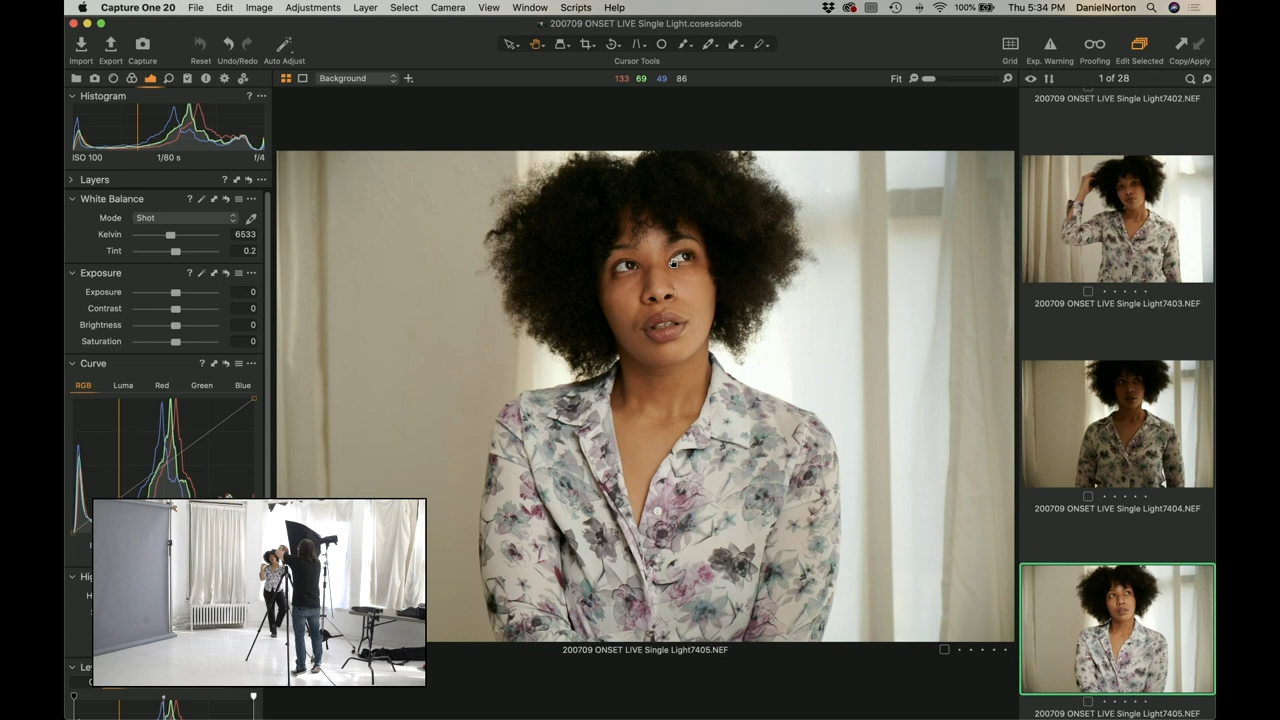 Capture One 20 File Edit View Image Adjustments Layer Select Camera View Window Scripts Help 100% Thu 5:34 PM DanielNorton
200709 ONSET LIVE Single Light.cosessiondb
Import Export Capture Reset Undo/Redo Auto Adjust Cursor Tools Grid Exp. Warning Proofing Edit Selected Copy/Apply
Background 133 69 49 86 Fit 1 of 28
Histogram ?
ISO 100 1/80 s f/4
Layers ?
White Balance ?
Mode Shot
Kelvin 6533
Tint 0.2
Exposure ?
Exposure 0
Contrast 0
Brightness 0
Saturation 0
Curve ?
RGB Luma Red Green Blue
200709 ONSET LIVE Single Light7405.NEF
200709 ONSET LIVE Single Light7402.NEF
200709 ONSET LIVE Single Light7403.NEF
200709 ONSET LIVE Single Light7404.NEF
200709 ONSET LIVE Single Light7405.NEF